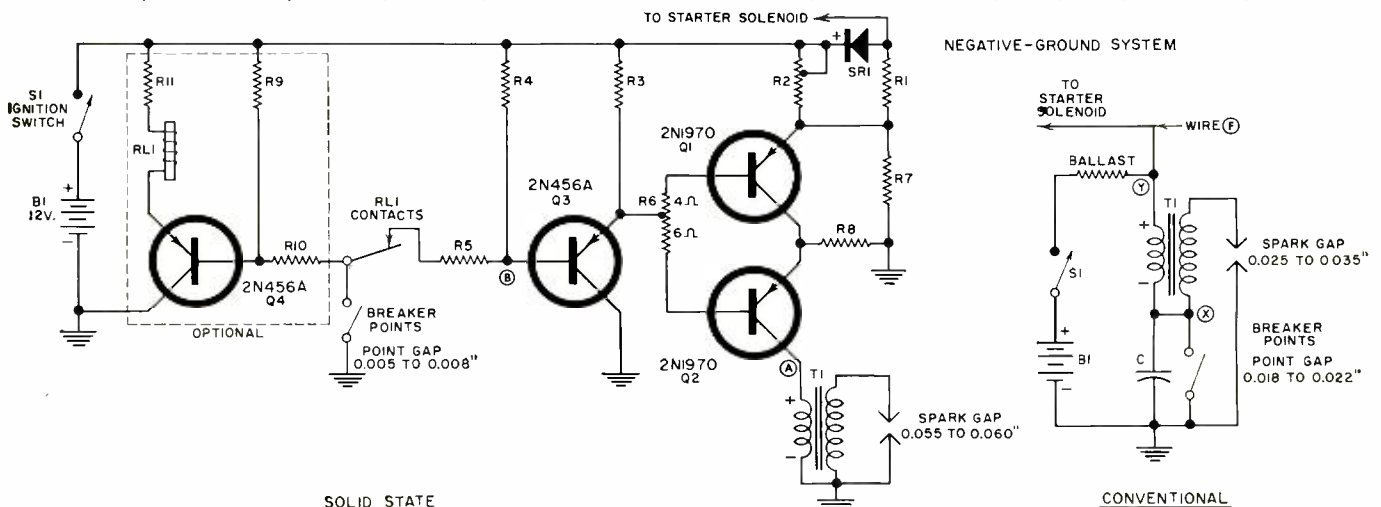 TO STARTER SOLENOID
NEGATIVE-GROUND SYSTEM
S1
IGNITION
SWITCH
B1
12V.
R11
RL1
R9
2N456A
Q4
R10
OPTIONAL
RL1
CONTACTS
BREAKER
POINTS
POINT GAP
0.005 TO 0.008"
R5
R4
B
2N456A
Q3
R3
R6
4Ω
6Ω
2N1970
Q1
R2
SR1
R1
R7
R8
2N1970
Q2
A
T1
SPARK GAP
0.055 TO 0.060"
SOLID STATE
TO
STARTER
SOLENOID
WIRE F
BALLAST
Y
T1
S1
B1
SPARK GAP
0.025 TO 0.035"
X
C
BREAKER
POINTS
POINT GAP
0.018 TO 0.022"
CONVENTIONAL